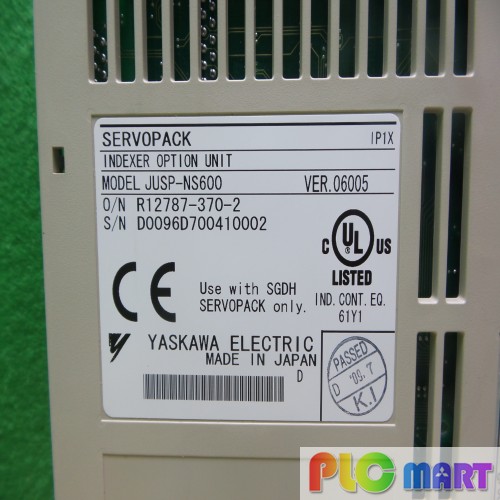 SERVOPACK
IP1X
INDEXER OPTION UNIT
MODEL JUSP-NS600 VER.06005
O/N R12787-370-2
S/N D0096D700410002
C UL US
LISTED
CE
Use with SGDH
SERVOPACK only.
IND.CONT.EQ.
61Y1
YASKAWA ELECTRIC
MADE IN JAPAN
D
PASSED
D '09.7
K.I
PLC mart